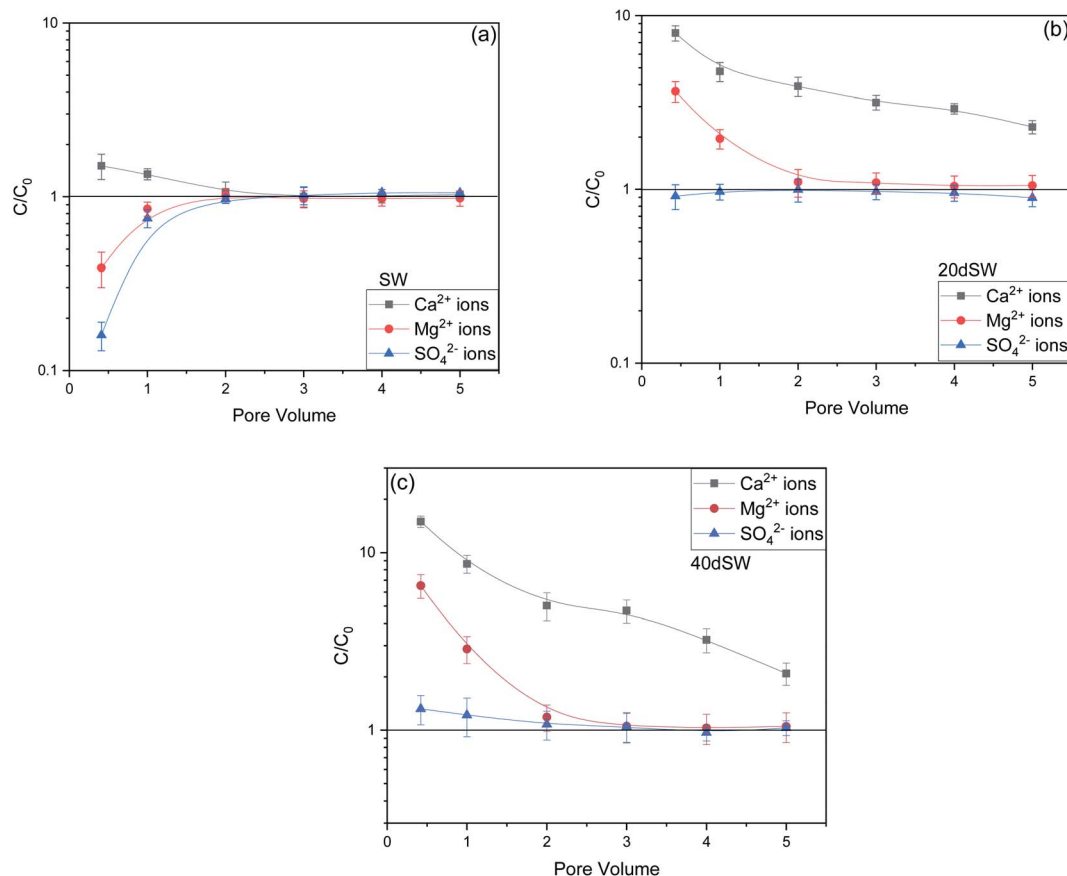 (a)
10
1
0.1
C/C₀
0 1 2 3 4 5
Pore Volume
SW
Ca²⁺ ions
Mg²⁺ ions
SO₄²⁻ ions
(b)
10
1
0.1
C/C₀
0 1 2 3 4 5
Pore Volume
20dSW
Ca²⁺ ions
Mg²⁺ ions
SO₄²⁻ ions
(c)
10
1
C/C₀
0 1 2 3 4 5
Pore Volume
Ca²⁺ ions
Mg²⁺ ions
SO₄²⁻ ions
40dSW